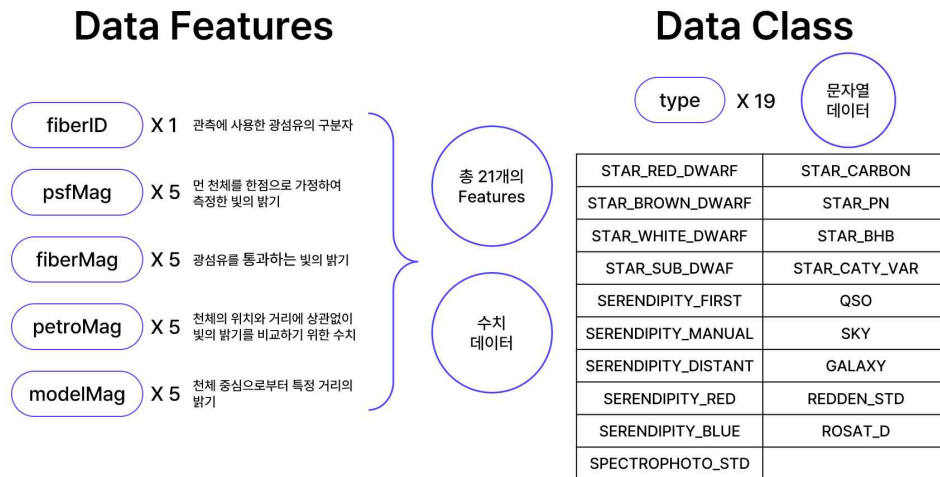 Data Features
fiberID X 1 관측에 사용한 광섬유의 구분자
psfMag X 5 먼 천체를 한점으로 가정하여
측정한 빛의 밝기
fiberMag X 5 광섬유를 통과하는 빛의 밝기
petroMag X 5 천체의 위치와 거리에 상관없이
빛의 밝기를 비교하기 위한 수치
modelMag X 5 천체 중심으로부터 특정 거리의
밝기
총 21개의
Features
수치
데이터
Data Class
type X 19
문자열
데이터
STAR_RED_DWARF STAR_CARBON
STAR_BROWN_DWARF STAR_PN
STAR_WHITE_DWARF STAR_BHB
STAR_SUB_DWAF STAR_CATY_VAR
SERENDIPITY_FIRST QSO
SERENDIPITY_MANUAL SKY
SERENDIPITY_DISTANT GALAXY
SERENDIPITY_RED REDDEN_STD
SERENDIPITY_BLUE ROSAT_D
SPECTROPHOTO_STD